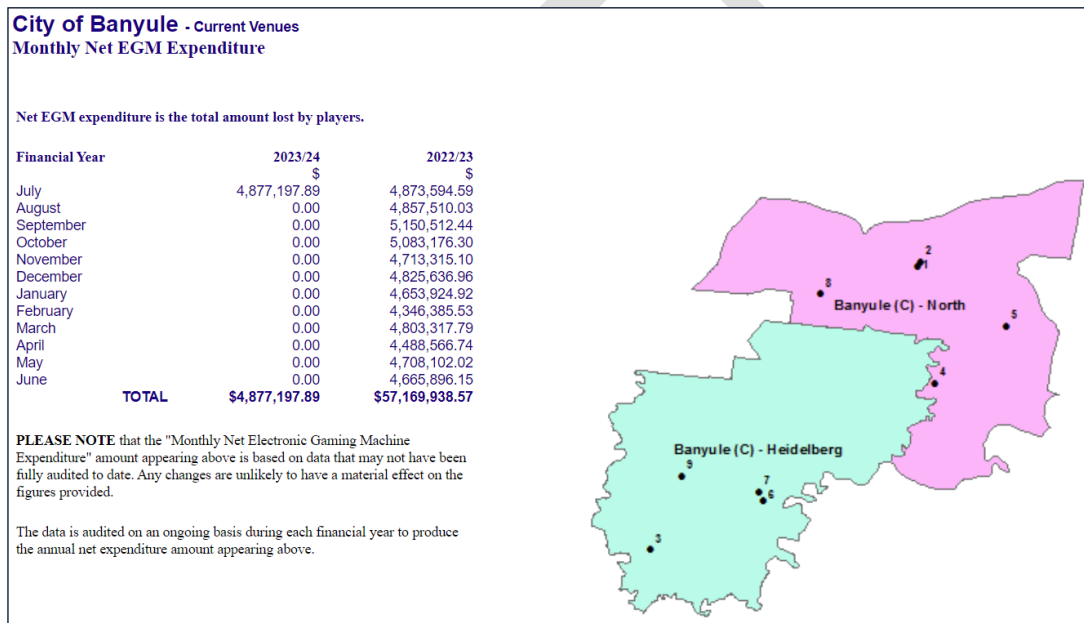 City of Banyule - Current Venues
Monthly Net EGM Expenditure
Net EGM expenditure is the total amount lost by players.
Financial Year 2023/24 2022/23
$ $
July 4,877,197.89 4,873,594.59
August 0.00 4,857,510.03
September 0.00 5,150,512.44
October 0.00 5,083,176.30
November 0.00 4,713,315.10
December 0.00 4,825,636.96
January 0.00 4,653,924.92
February 0.00 4,346,385.53
March 0.00 4,803,317.79
April 0.00 4,488,566.74
May 0.00 4,708,102.02
June 0.00 4,665,896.15
TOTAL $4,877,197.89 $57,169,938.57
PLEASE NOTE that the "Monthly Net Electronic Gaming Machine
Expenditure" amount appearing above is based on data that may not have been
fully audited to date. Any changes are unlikely to have a material effect on the
figures provided.
The data is audited on an ongoing basis during each financial year to produce
the annual net expenditure amount appearing above.
2
1
8
Banyule (C) - North
5
4
Banyule (C) - Heidelberg
9
7
6
3